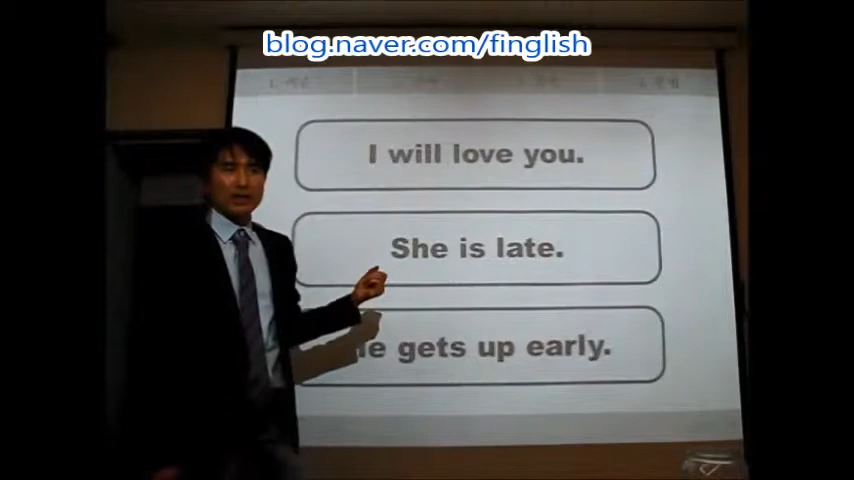 blog.naver.com/finglish
I will love you.
She is late.
gets up early.